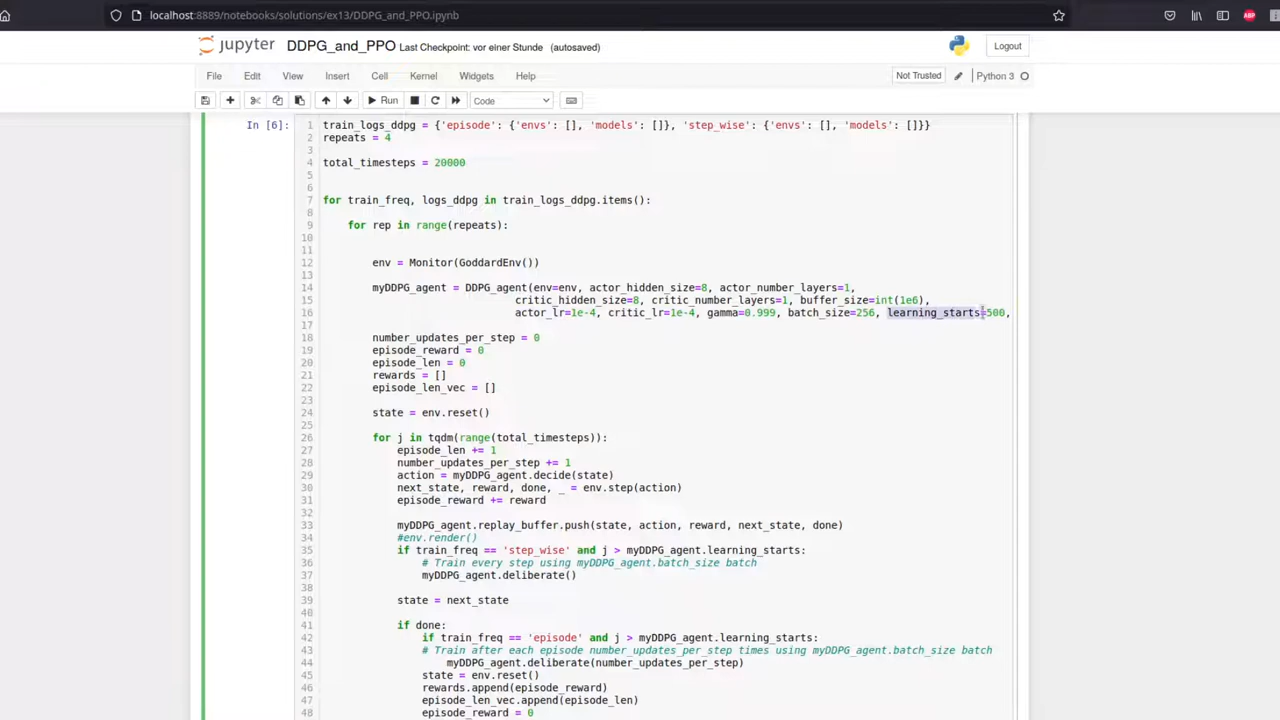 localhost:8889/notebooks/solutions/ex13/DDPG_and_PPO.ipynb
jupyter DDPG_and_PPO Last Checkpoint: vor einer Stunde (autosaved) Logout
File Edit View Insert Cell Kernel Widgets Help Not Trusted Python 3
Run Code
In [6]:
1 train_logs_ddpg = {'episode': {'envs': [], 'models': []}, 'step_wise': {'envs': [], 'models': []}}
2 repeats = 4
3
4 total_timesteps = 20000
5
6
7 for train_freq, logs_ddpg in train_logs_ddpg.items():
8
9 for rep in range(repeats):
10
11
12 env = Monitor(GoddardEnv())
13
14 myDDPG_agent = DDPG_agent(env=env, actor_hidden_size=8, actor_number_layers=1,
15 critic_hidden_size=8, critic_number_layers=1, buffer_size=int(1e6),
16 actor_lr=1e-4, critic_lr=1e-4, gamma=0.999, batch_size=256, learning_starts=500,
17
18 number_updates_per_step = 0
19 episode_reward = 0
20 episode_len = 0
21 rewards = []
22 episode_len_vec = []
23
24 state = env.reset()
25
26 for j in tqdm(range(total_timesteps)):
27 episode_len += 1
28 number_updates_per_step += 1
29 action = myDDPG_agent.decide(state)
30 next_state, reward, done, _ = env.step(action)
31 episode_reward += reward
32
33 myDDPG_agent.replay_buffer.push(state, action, reward, next_state, done)
34 #env.render()
35 if train_freq == 'step_wise' and j > myDDPG_agent.learning_starts:
36 # Train every step using myDDPG_agent.batch_size batch
37 myDDPG_agent.deliberate()
38
39 state = next_state
40
41 if done:
42 if train_freq == 'episode' and j > myDDPG_agent.learning_starts:
43 # Train after each episode number_updates_per_step times using myDDPG_agent.batch_size batch
44 myDDPG_agent.deliberate(number_updates_per_step)
45 state = env.reset()
46 rewards.append(episode_reward)
47 episode_len_vec.append(episode_len)
48 episode_reward = 0